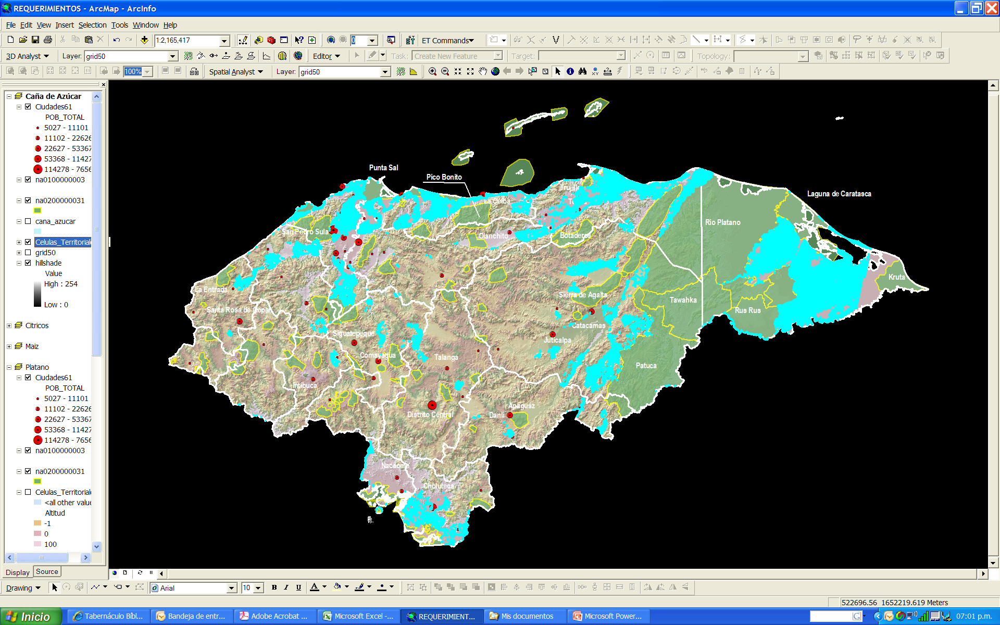 REQUERIMIENTOS - ArcMap - ArcInfo
File Edit View Insert Selection Tools Window Help
1:2,165,417
0
ET Commands
3D Analyst
Layer: grid50
Editor
Task: Create New Feature
Target:
Topology:
100%
Spatial Analyst
Layer: grid50
Caña de Azúcar
Ciudades61
POB_TOTAL
5027 - 11101
11102 - 22626
22627 - 53367
53368 - 11427
114278 - 7656
na0100000003
na0200000031
cana_azucar
Celulas_Territoriale
grid50
hillshade
Value
High : 254
Low : 0
Citricos
Maiz
Platano
Ciudades61
POB_TOTAL
5027 - 11101
11102 - 22626
22627 - 53367
53368 - 11427
114278 - 7656
na0100000003
na0200000031
Celulas_Territoriale
<all other value
Altitud
-1
0
100
Display Source
Punta Sal
Pico Bonito
La Ceiba
Trujillo
Laguna de Caratasca
San Pedro Sula
Olanchito
Botaderos
Rio Platano
La Entrada
Kruta
Sierra de Agalta
Tawahka
Santa Rosa de Copan
Rus Rus
Catacamas
Siguatepeque
Juticalpa
Comayagua
Talanga
Patuca
Intibuca
Apagusz
Distrito Central
Danli
Nacaome
Choluteca
Drawing
Arial
10
B I U A
522696.56 1652219.619 Meters
Inicio
Tabernáculo Bíbl...
Bandeja de entr...
Adobe Acrobat ...
Microsoft Excel -...
REQUERIMIENT...
Mis documentos
Microsoft Power...
07:01 p.m.